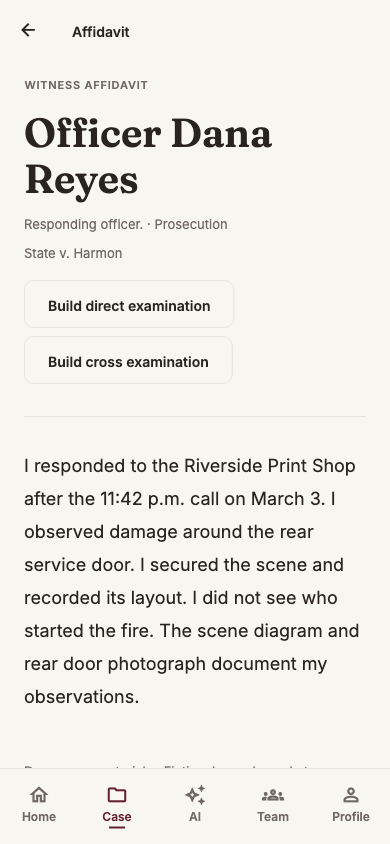 Affidavit
WITNESS AFFIDAVIT
Officer Dana
Reyes
Responding officer. · Prosecution
State v. Harmon
Build direct examination
Build cross examination
I responded to the Riverside Print Shop
after the 11:42 p.m. call on March 3. I
observed damage around the rear
service door. I secured the scene and
recorded its layout. I did not see who
started the fire. The scene diagram and
rear door photograph document my
observations.
Home
Case
AI
Team
Profile